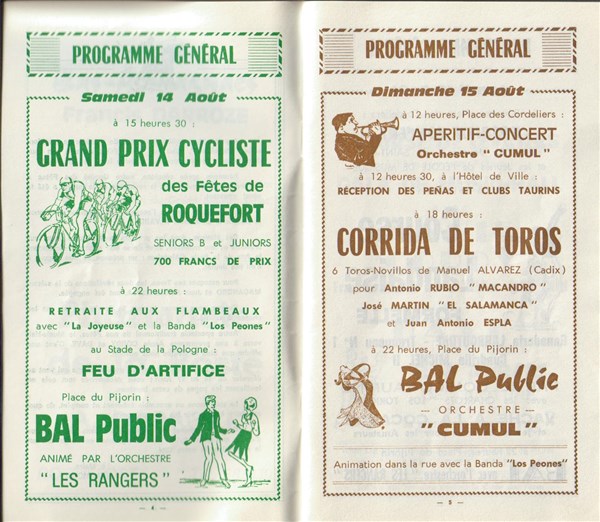 PROGRAMME GÉNÉRAL
Samedi 14 Août
à 15 heures 30 :
GRAND PRIX CYCLISTE
des Fêtes de
ROQUEFORT
SENIORS B et JUNIORS
700 FRANCS DE PRIX
à 22 heures :
RETRAITE AUX FLAMBEAUX
avec "La Joyeuse" et la Banda "Los Peones"
au Stade de la Pologne :
FEU D'ARTIFICE
Place du Pijorin :
BAL Public
ANIMÉ PAR L'ORCHESTRE
"LES RANGERS"
— 4 —
PROGRAMME GÉNÉRAL
Dimanche 15 Août
à 12 heures, Place des Cordeliers :
APERITIF-CONCERT
Orchestre "CUMUL"
à 12 heures 30, à l'Hôtel de Ville :
RÉCEPTION DES PEÑAS ET CLUBS TAURINS
à 18 heures :
CORRIDA DE TOROS
6 Toros-Novillos de Manuel ALVAREZ (Cadix)
pour Antonio RUBIO "MACANDRO"
José MARTIN "EL SALAMANCA"
et Juan Antonio ESPLA
à 22 heures, Place du Pijorin :
BAL Public
— ORCHESTRE —
"CUMUL"
Animation dans la rue avec la Banda "Los Peones"